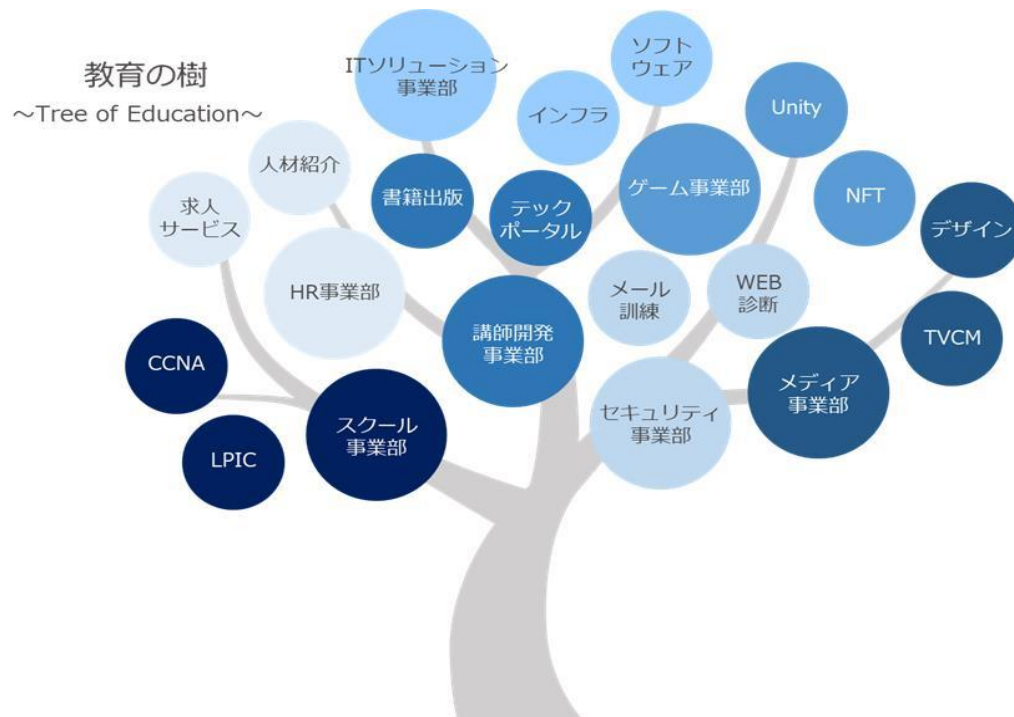 教育の樹
～Tree of Education～
ITソリューション
事業部
ソフト
ウェア
インフラ
Unity
人材紹介
書籍出版
テック
ポータル
ゲーム事業部
NFT
求人
サービス
デザイン
HR事業部
メール
訓練
WEB
診断
講師開発
事業部
TVCM
CCNA
メディア
事業部
スクール
事業部
セキュリティ
事業部
LPIC